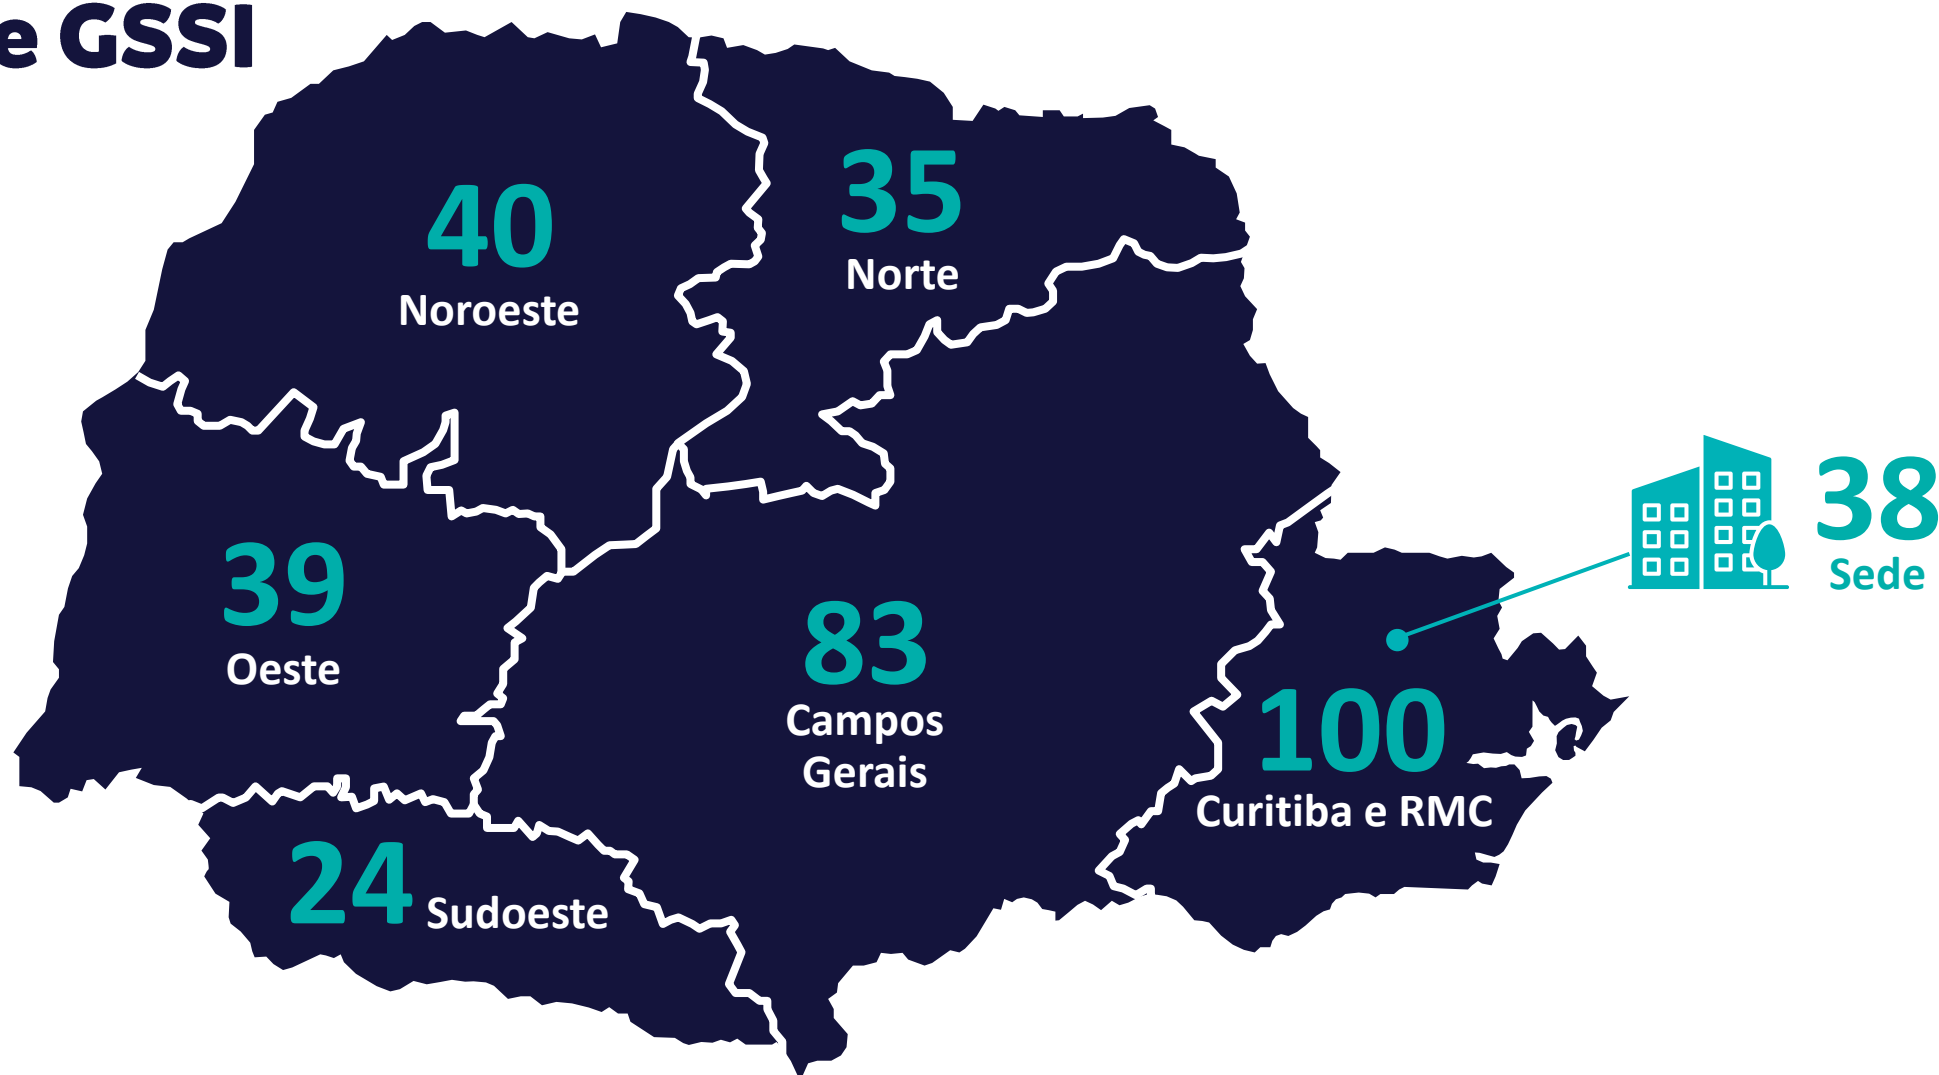 e GSSI
35
Norte
40
Noroeste
38
Sede
39
Oeste
83
Campos
Gerais
100
Curitiba e RMC
24 Sudoeste